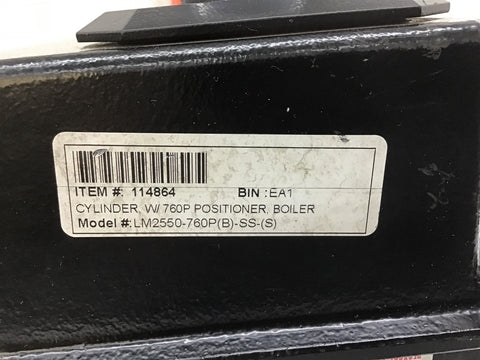 ITEM #: 114864 BIN :EA1
CYLINDER, W/ 760P POSITIONER, BOILER
Model #:LM2550-760P(B)-SS-(S)